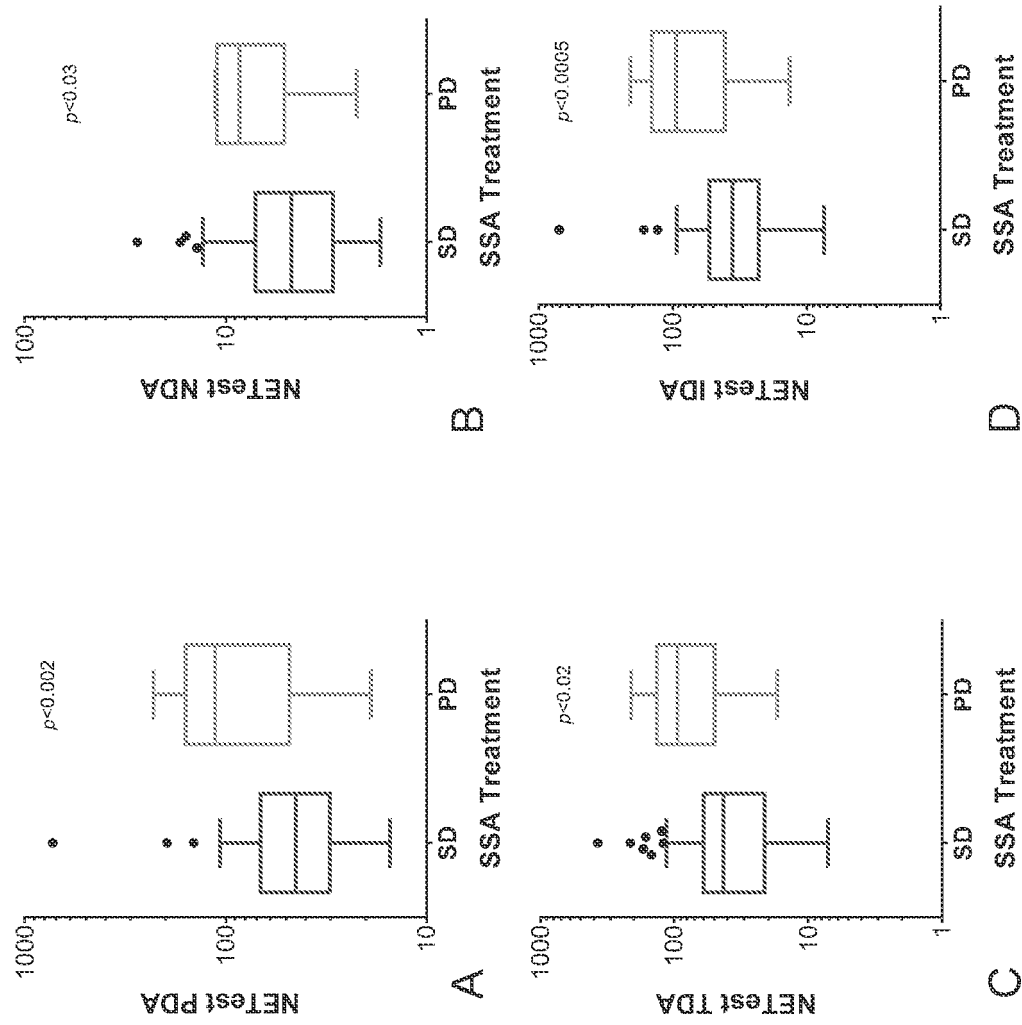 A
NETest PDA
1000
100
10
p<0.002
SD PD
SSA Treatment
B
NETest NDA
100
10
1
p<0.03
SD PD
SSA Treatment
C
NETest TDA
1000
100
10
1
p<0.02
SD PD
SSA Treatment
D
NETest IDA
1000
100
10
1
p<0.0005
SD PD
SSA Treatment